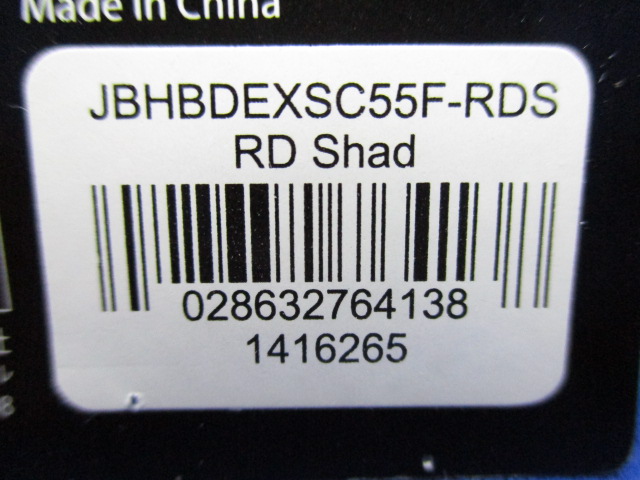 Made in China
JBHBDEXSC55F-RDS
RD Shad
028632764138
1416265